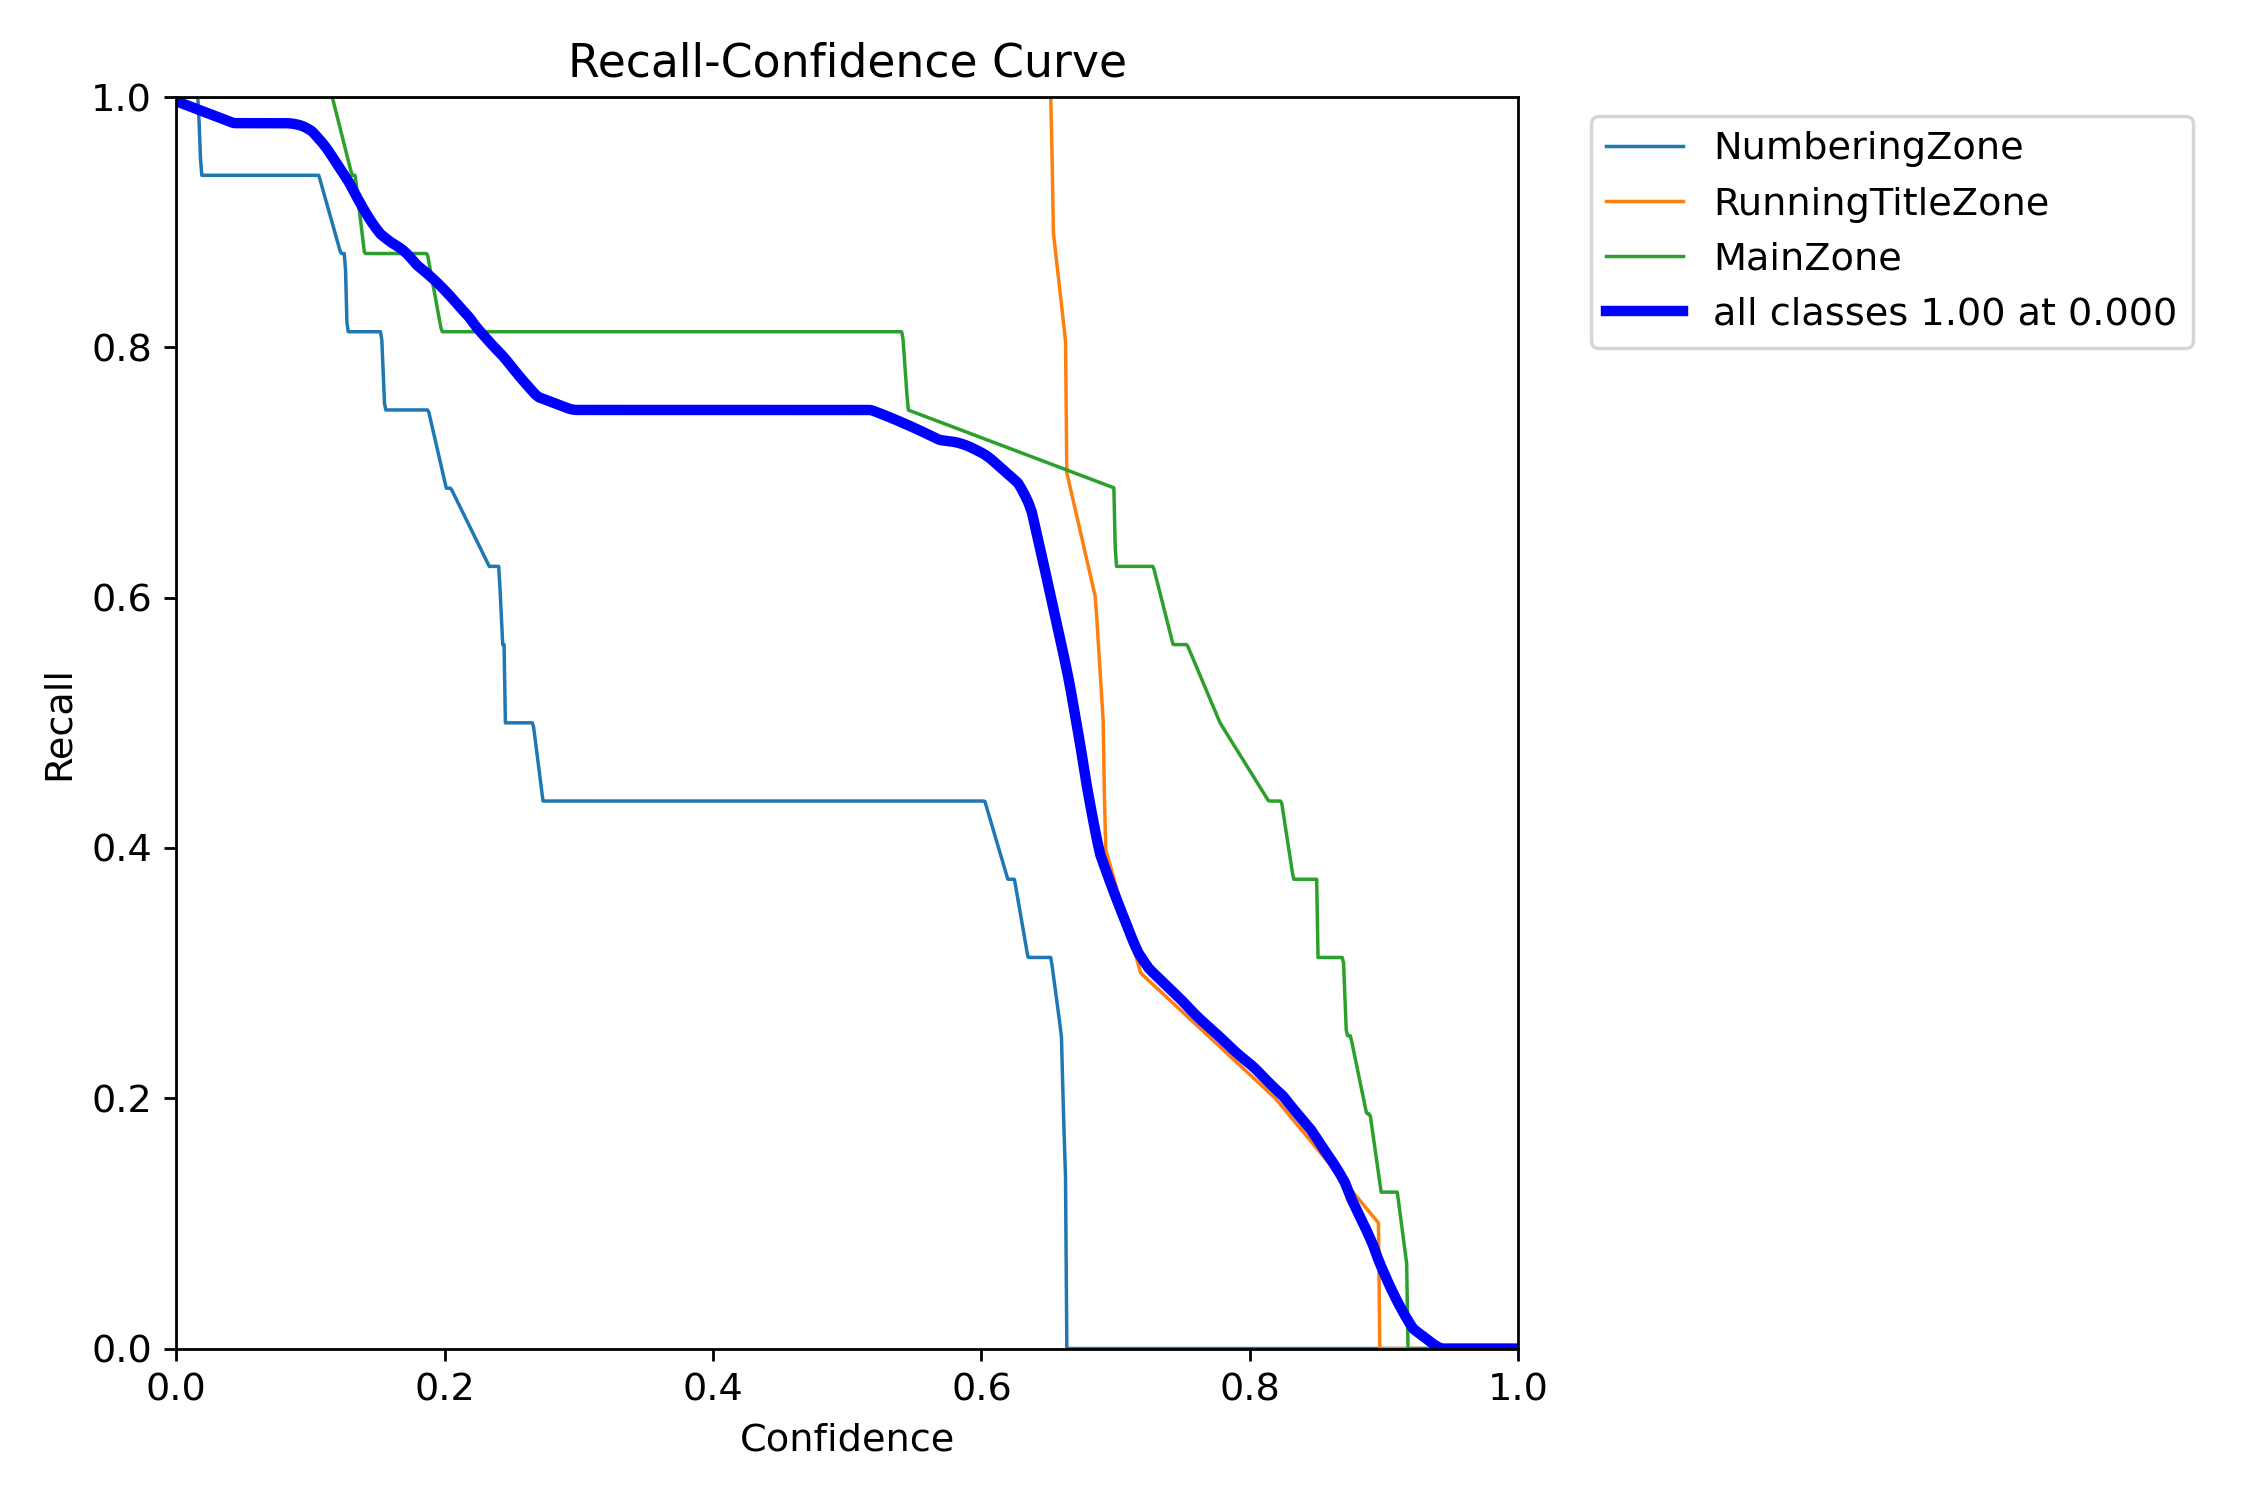 Recall-Confidence Curve
1.0
0.8
0.6
0.4
0.2
0.0
Recall
0.0 0.2 0.4 0.6 0.8 1.0
Confidence
NumberingZone
RunningTitleZone
MainZone
all classes 1.00 at 0.000